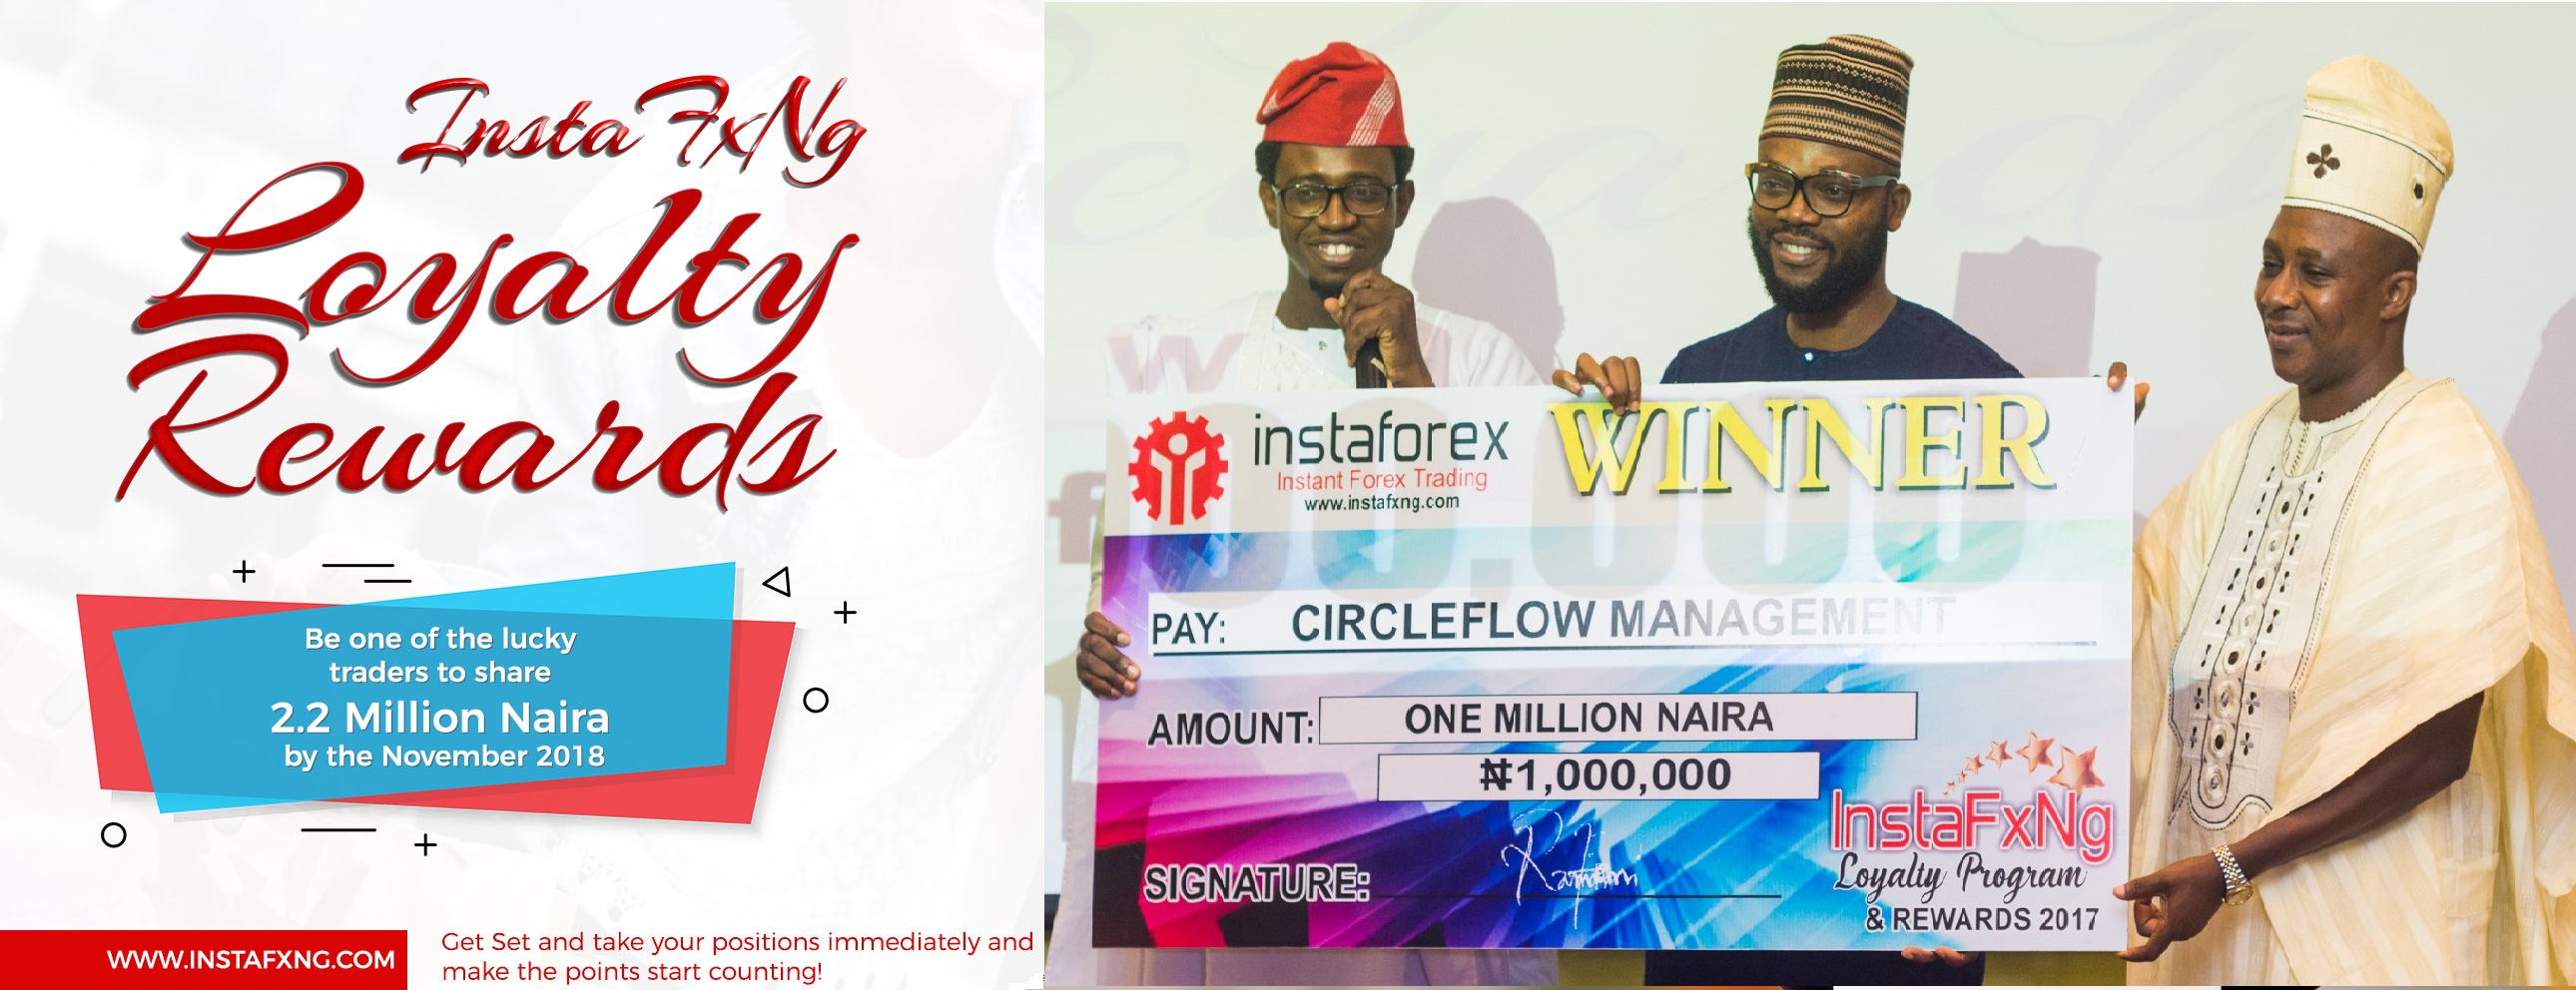 Insta FxNg
Loyalty
Rewards
Be one of the lucky
traders to share
2.2 Million Naira
by the November 2018
WWW.INSTAFXNG.COM
Get Set and take your positions immediately and
make the points start counting!
instaforex
Instant Forex Trading
www.instafxng.com
WINNER
PAY: CIRCLEFLOW MANAGEMENT
AMOUNT: ONE MILLION NAIRA
₦1,000,000
SIGNATURE:
InstaFxNg
Loyalty Program
& REWARDS 2017